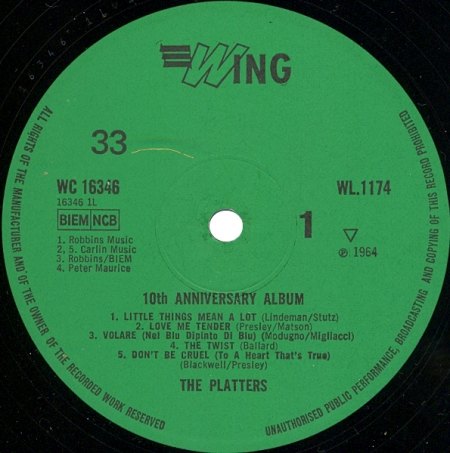 WING
33
WC 16346
16346 1L
BIEM NCB
1. Robbins Music
2. 5. Carlin Music
3. Robbins/BIEM
4. Peter Maurice
WL.1174
1
℗ 1964
10th ANNIVERSARY ALBUM
1. LITTLE THINGS MEAN A LOT (Lindeman/Stutz)
2. LOVE ME TENDER (Presley/Matson)
3. VOLARE (Nel Blu Dipinto Di Blu) (Modugno/Migliacci)
4. THE TWIST (Ballard)
5. DON'T BE CRUEL (To A Heart That's True)
(Blackwell/Presley)
THE PLATTERS
ALL RIGHTS OF THE MANUFACTURER AND OF THE OWNER OF THE RECORDED WORK RESERVED
UNAUTHORISED PUBLIC PERFORMANCE, BROADCASTING AND COPYING OF THIS RECORD PROHIBITED